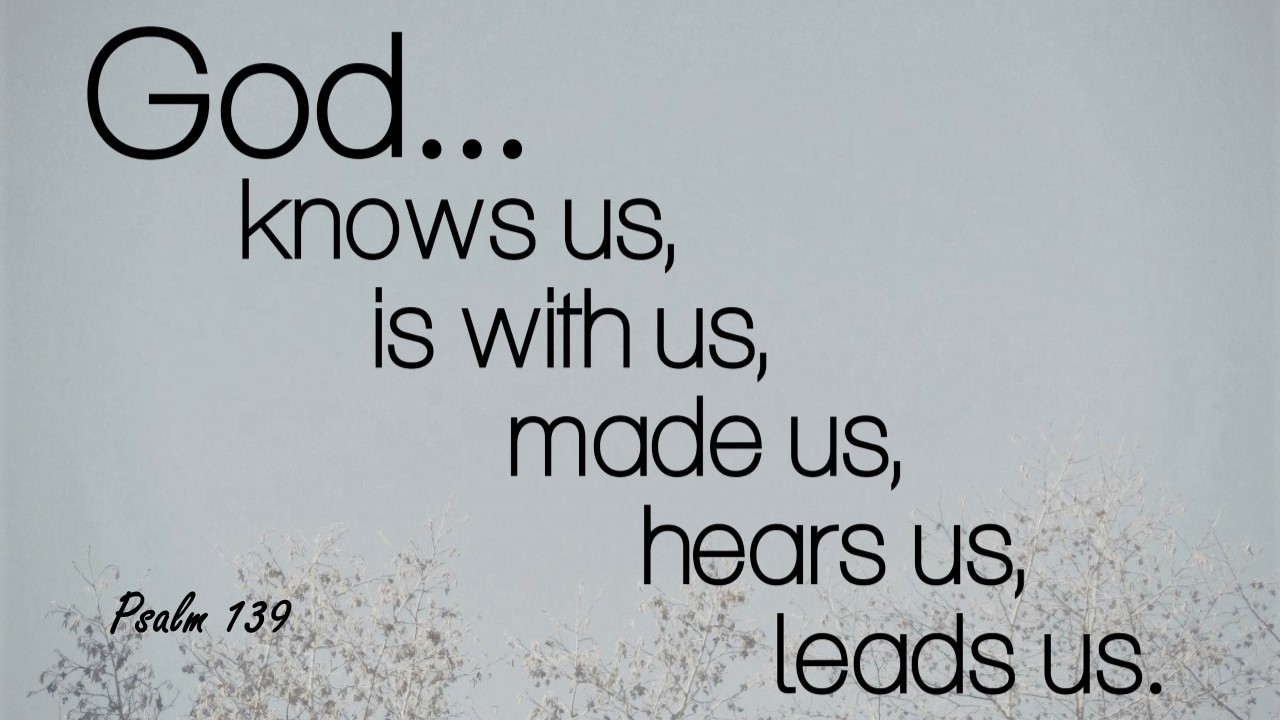 God...
knows us,
is with us,
made us,
hears us,
leads us.
Psalm 139